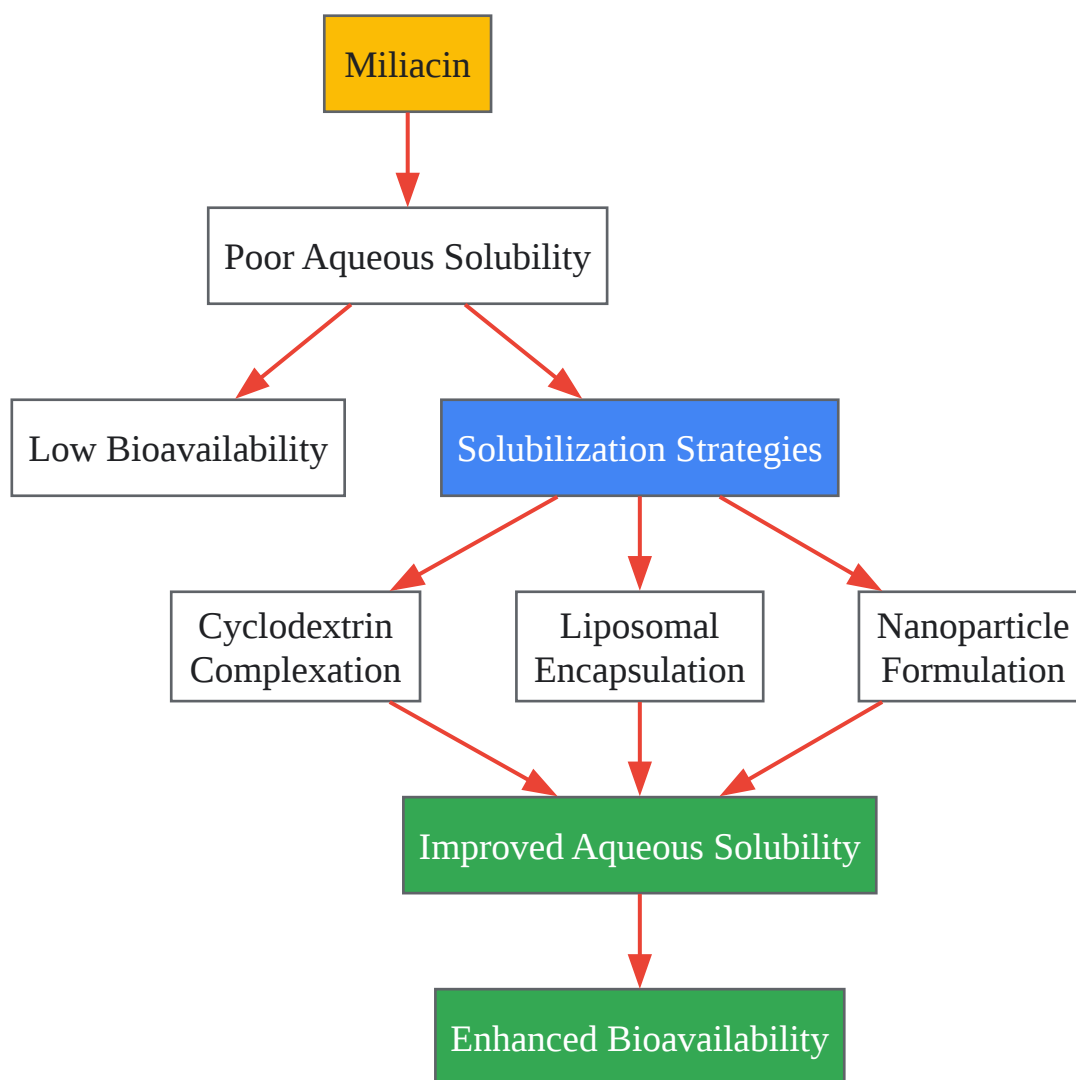 Miliacin
Poor Aqueous Solubility
Low Bioavailability
Solubilization Strategies
Cyclodextrin
Complexation
Liposomal
Encapsulation
Nanoparticle
Formulation
Improved Aqueous Solubility
Enhanced Bioavailability